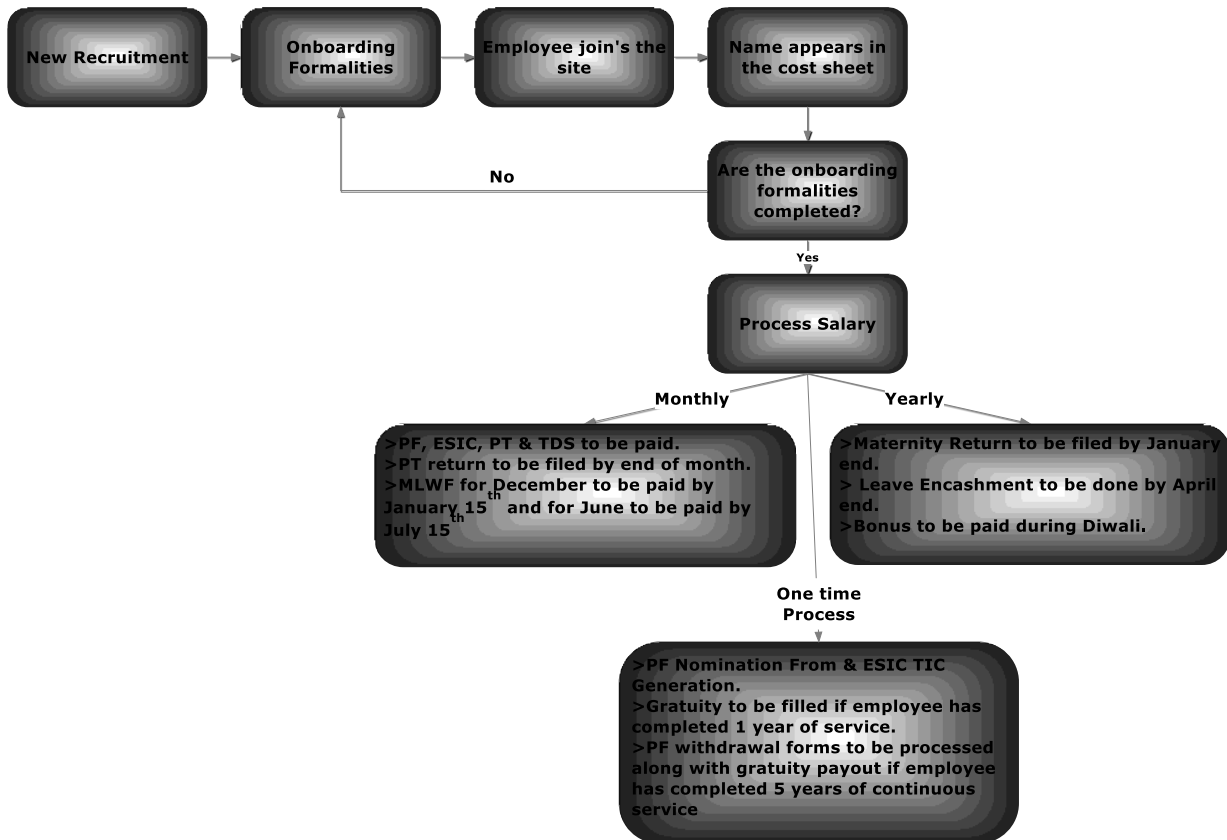 New Recruitment
Onboarding
Formalities
Employee join's the
site
Name appears in
the cost sheet
Are the onboarding
formalities
completed?
No
Yes
Process Salary
Monthly
Yearly
>PF, ESIC, PT & TDS to be paid.
>PT return to be filed by end of month.
>MLWF for December to be paid by
January 15th and for June to be paid by
July 15th
>Maternity Return to be filed by January
end.
> Leave Encashment to be done by April
end.
>Bonus to be paid during Diwali.
One time
Process
>PF Nomination From & ESIC TIC
Generation.
>Gratuity to be filled if employee has
completed 1 year of service.
>PF withdrawal forms to be processed
along with gratuity payout if employee
has completed 5 years of continuous
service